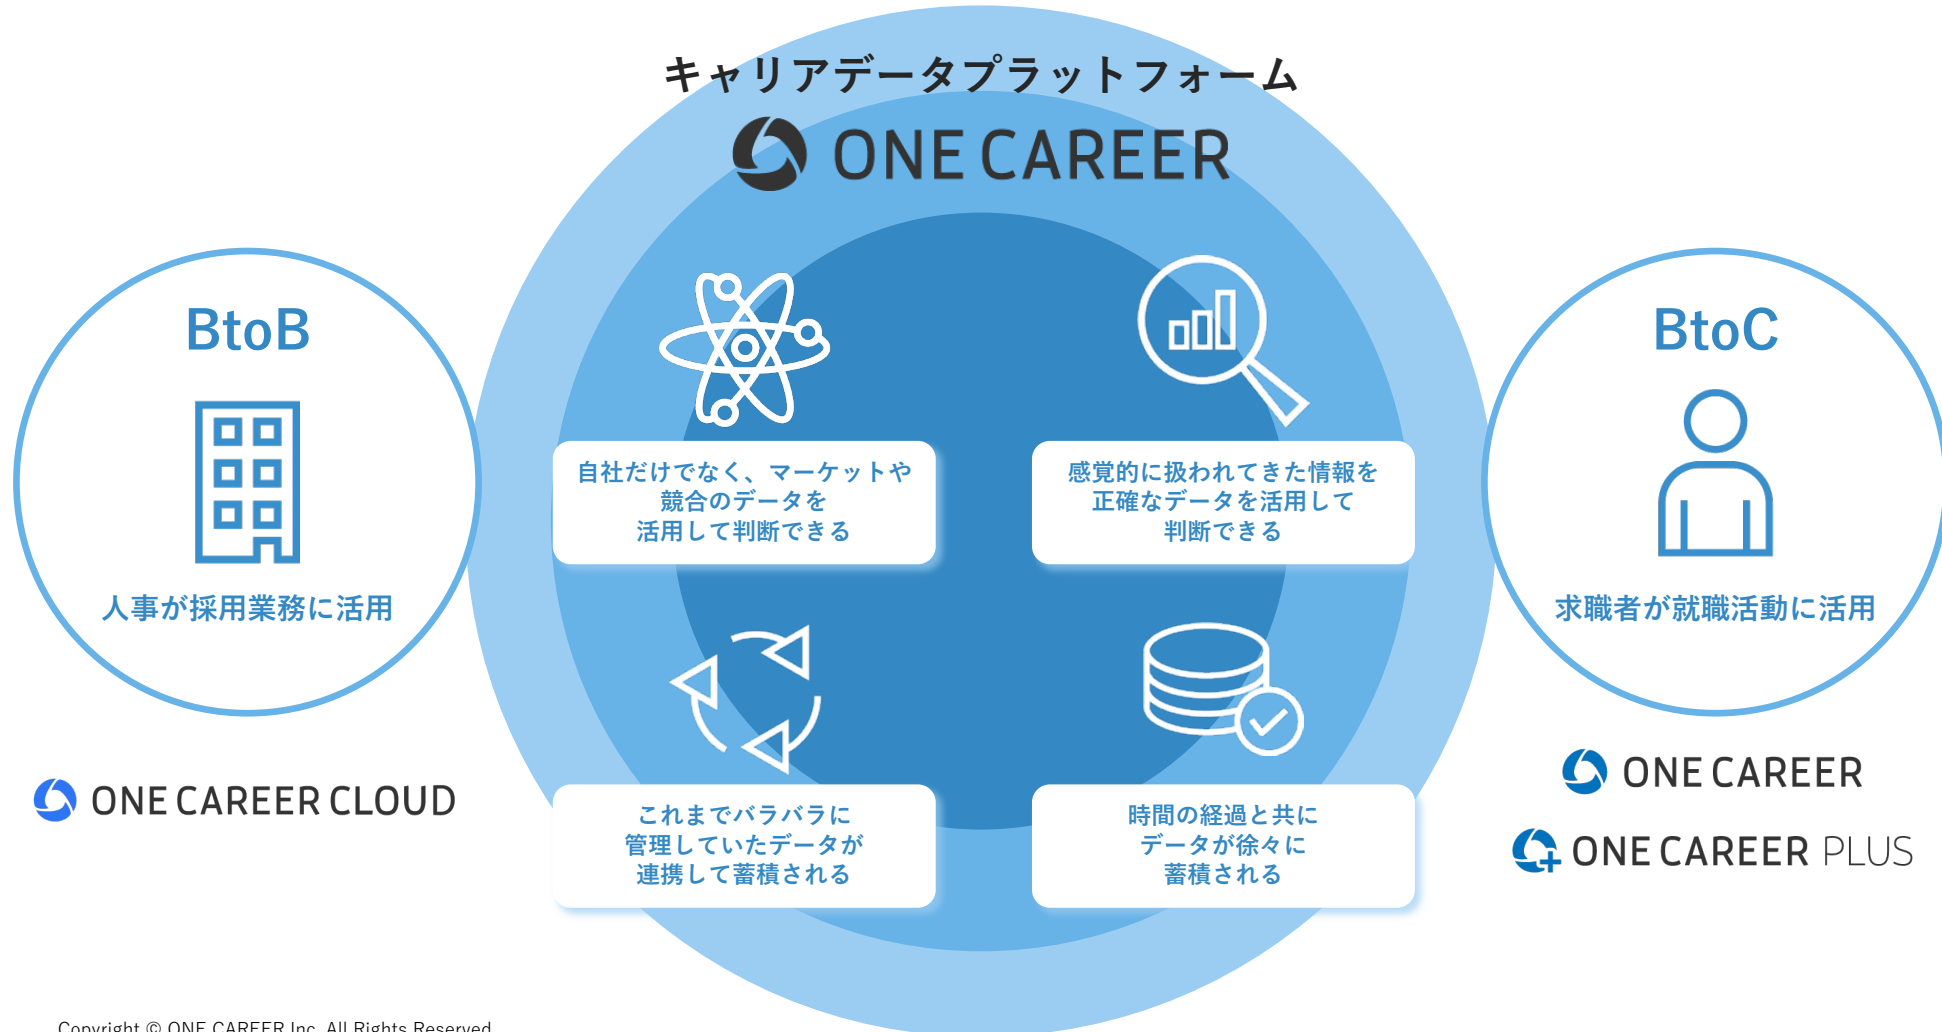 キャリアデータプラットフォーム
ONE CAREER
BtoB
人事が採用業務に活用
ONE CAREER CLOUD
自社だけでなく、マーケットや
競合のデータを
活用して判断できる
感覚的に扱われてきた情報を
正確なデータを活用して
判断できる
これまでバラバラに
管理していたデータが
連携して蓄積される
時間の経過と共に
データが徐々に
蓄積される
BtoC
求職者が就職活動に活用
ONE CAREER
ONE CAREER PLUS
Copyright © ONE CAREER Inc. All Rights Reserved